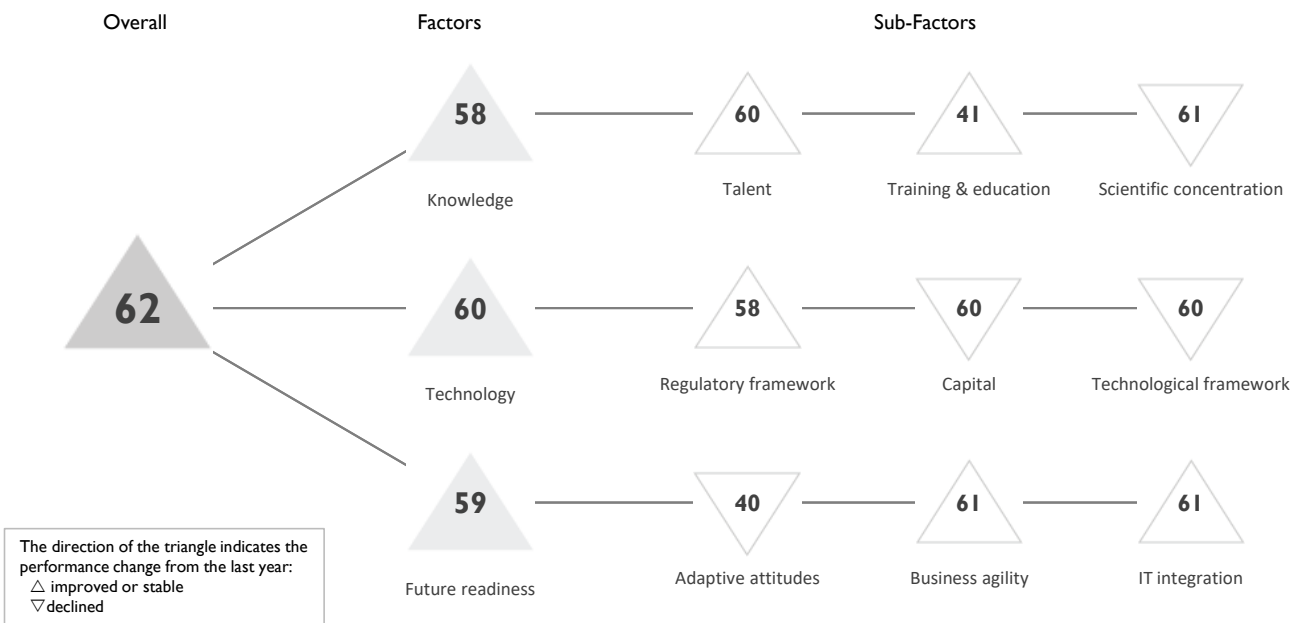 Overall
Factors
Sub-Factors
58
60
41
61
Knowledge
Talent
Training & education
Scientific concentration
62
60
58
60
60
Technology
Regulatory framework
Capital
Technological framework
59
40
61
61
Future readiness
Adaptive attitudes
Business agility
IT integration
The direction of the triangle indicates the
performance change from the last year:
△ improved or stable
▽ declined